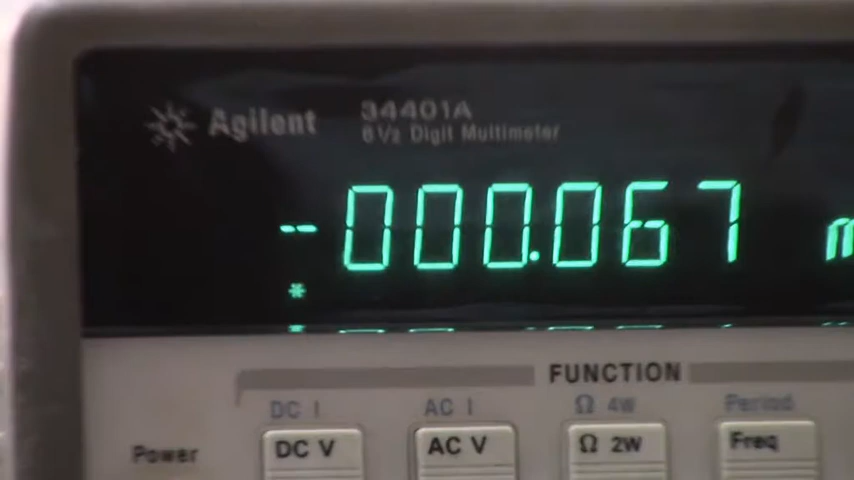 Agilent 34401A
6½ Digit Multimeter
-000.067 m
*
FUNCTION
DC I AC I Ω 4W Period
Power DC V AC V Ω 2W Freq